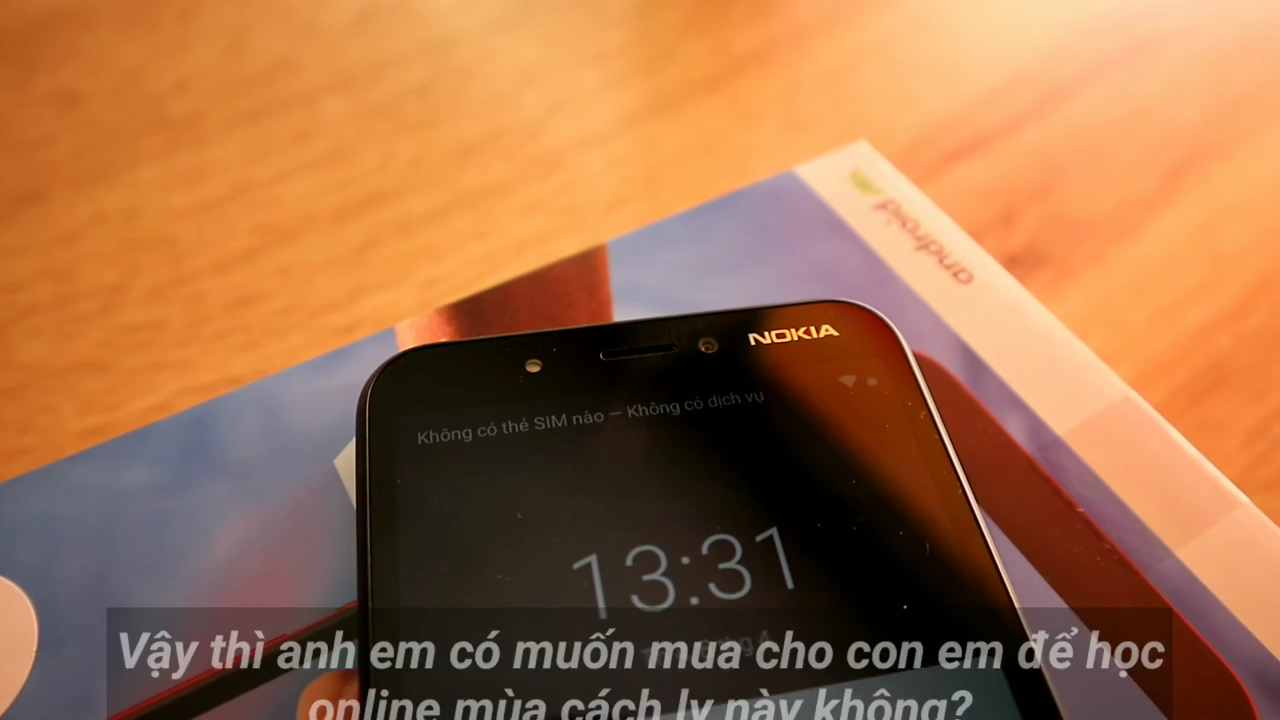 android
NOKIA
Không có thẻ SIM nào – Không có dịch vụ
13:31
Vậy thì anh em có muốn mua cho con em để học
online mùa cách ly này không?